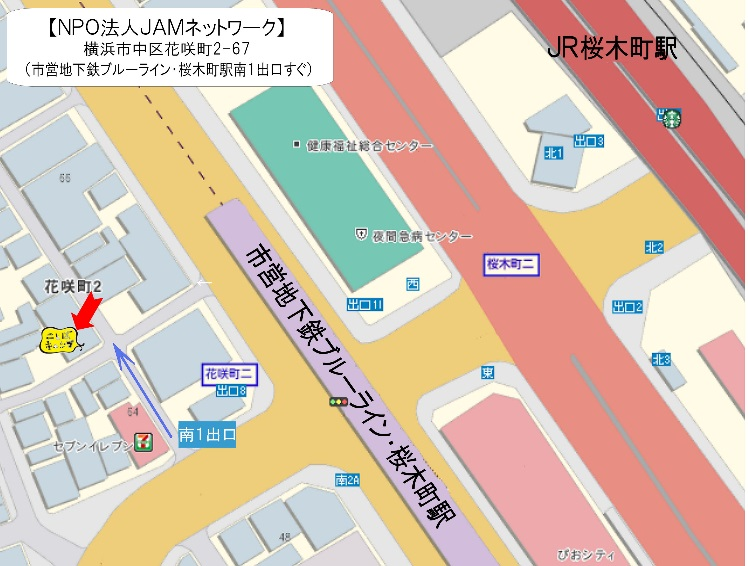 【NPO法人JAMネットワーク】
横浜市中区花咲町2-67
(市営地下鉄ブルーライン・桜木町駅南1出口すぐ)
JR桜木町駅
健康福祉総合センター
出口3
北1
65
夜間急病センター
北2
桜木町二
花咲町2
西
出口11
出口2
市営地下鉄ブルーライン・桜木町駅
北3
花咲町二
東
出口8
64
南1出口
セブンイレブン
7
南2A
48
ぴおシティ